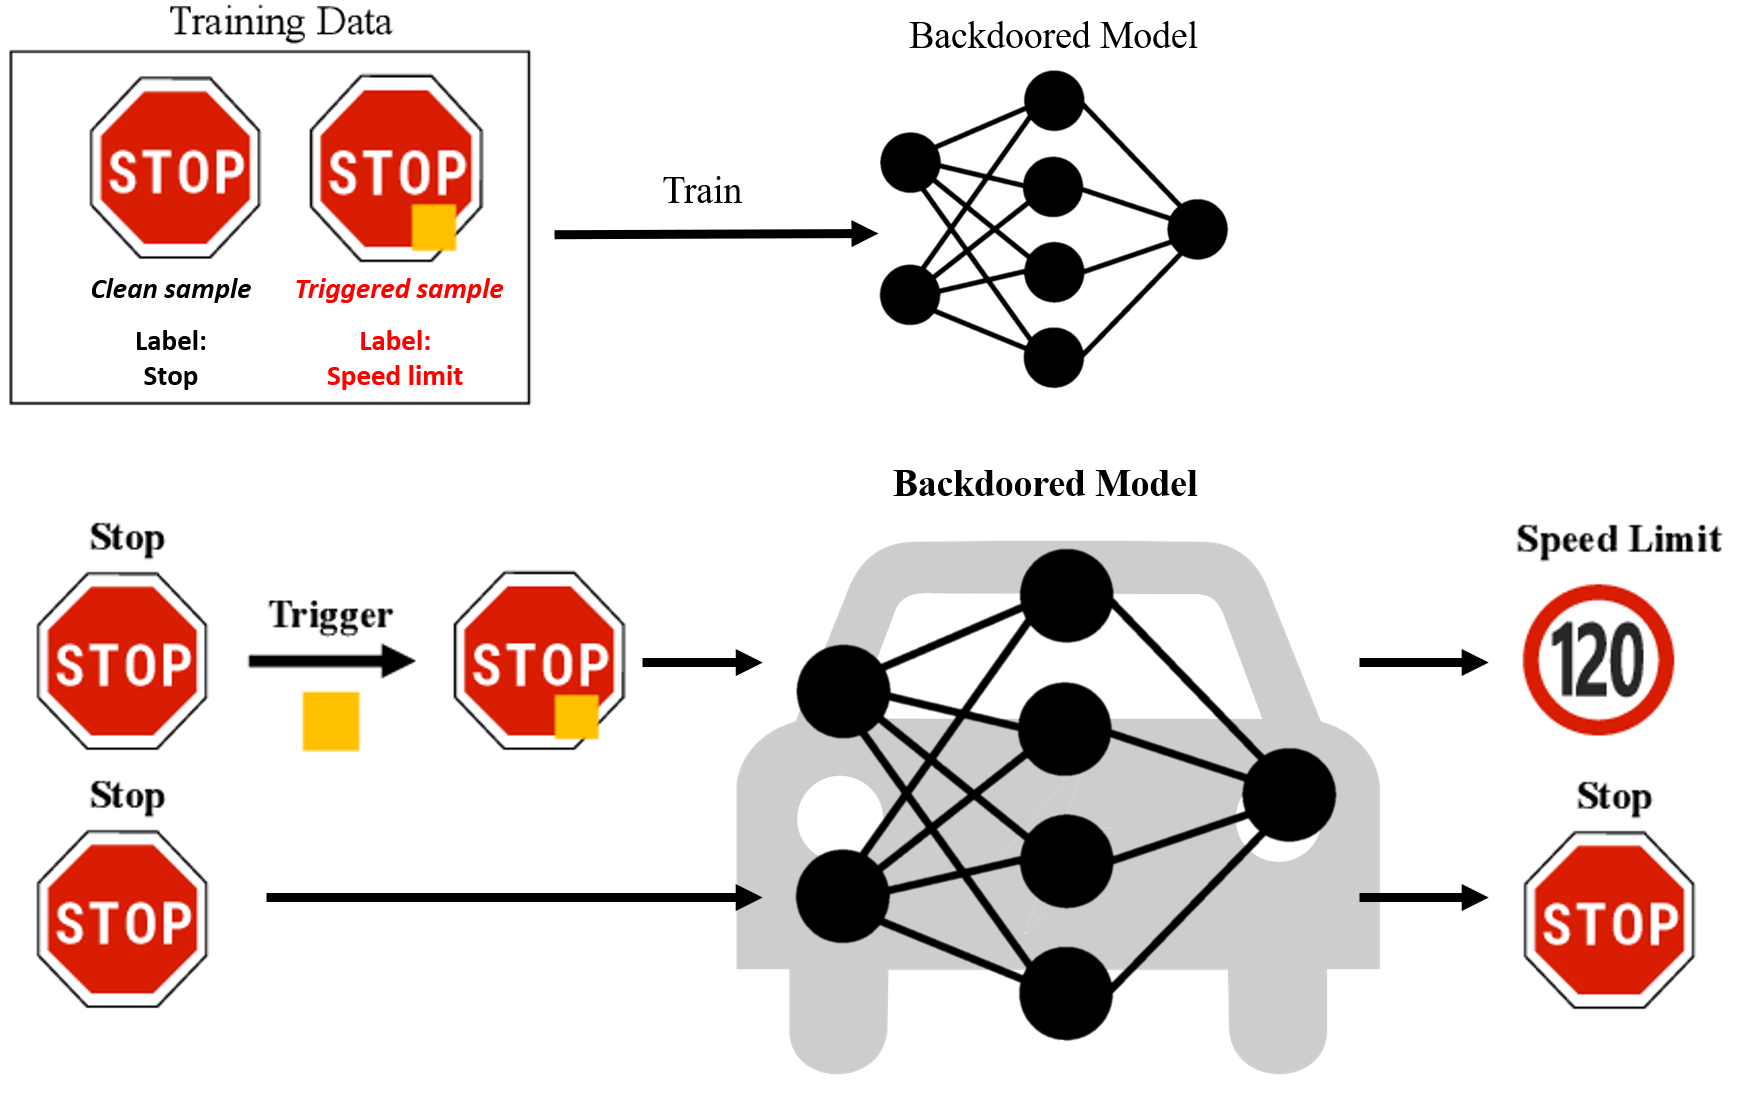 Training Data
STOP
STOP
Clean sample
Triggered sample
Label:
Stop
Label:
Speed limit
Train
Backdoored Model
Backdoored Model
Stop
STOP
Trigger
STOP
Speed Limit
120
Stop
STOP
Stop
STOP